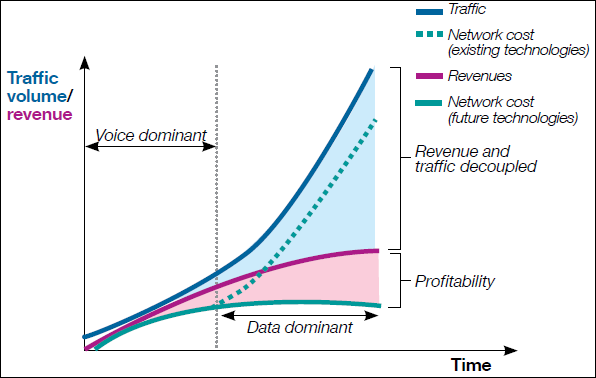 Traffic
Network cost
(existing technologies)
Revenues
Network cost
(future technologies)
Traffic
volume/
revenue
Voice dominant
Revenue and
traffic decoupled
Profitability
Data dominant
Time